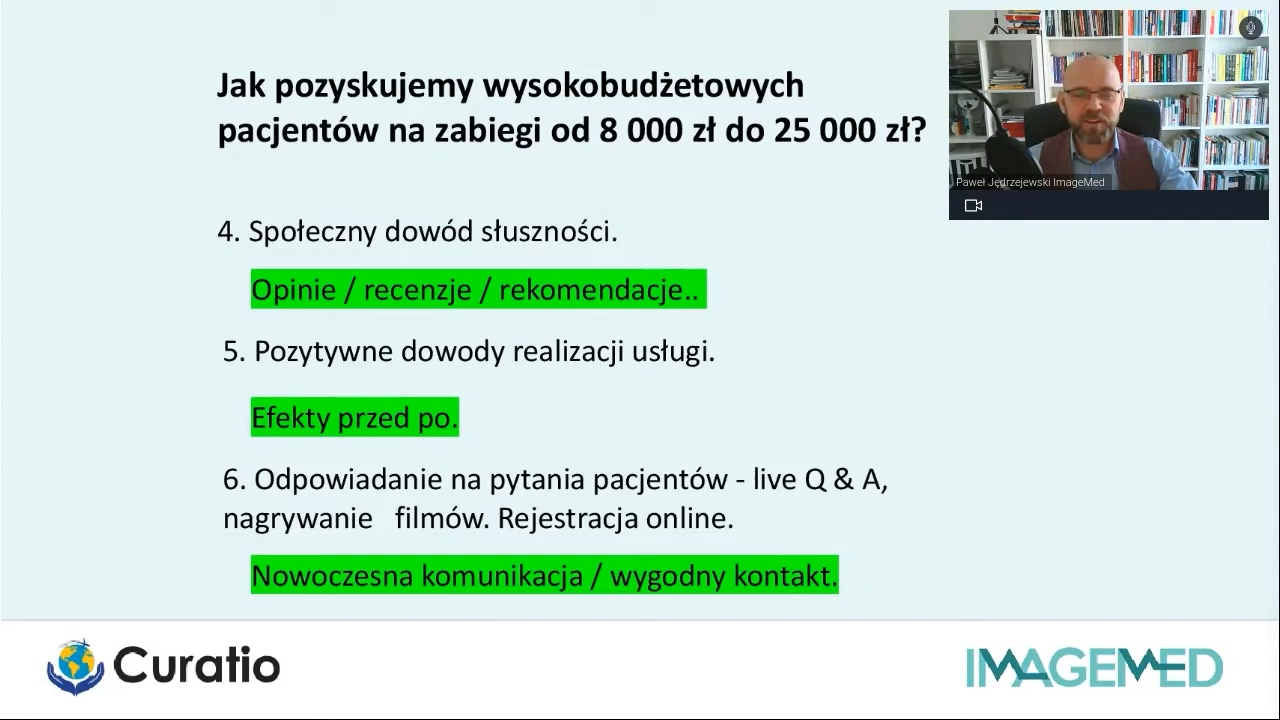 Jak pozyskujemy wysokobudżetowych
pacjentów na zabiegi od 8 000 zł do 25 000 zł?
Paweł Jędrzejewski ImageMed
4. Społeczny dowód słuszności.
Opinie / recenzje / rekomendacje..
5. Pozytywne dowody realizacji usługi.
Efekty przed po.
6. Odpowiadanie na pytania pacjentów - live Q & A,
nagrywanie   filmów. Rejestracja online.
Nowoczesna komunikacja / wygodny kontakt.
Curatio
IMAGEMED